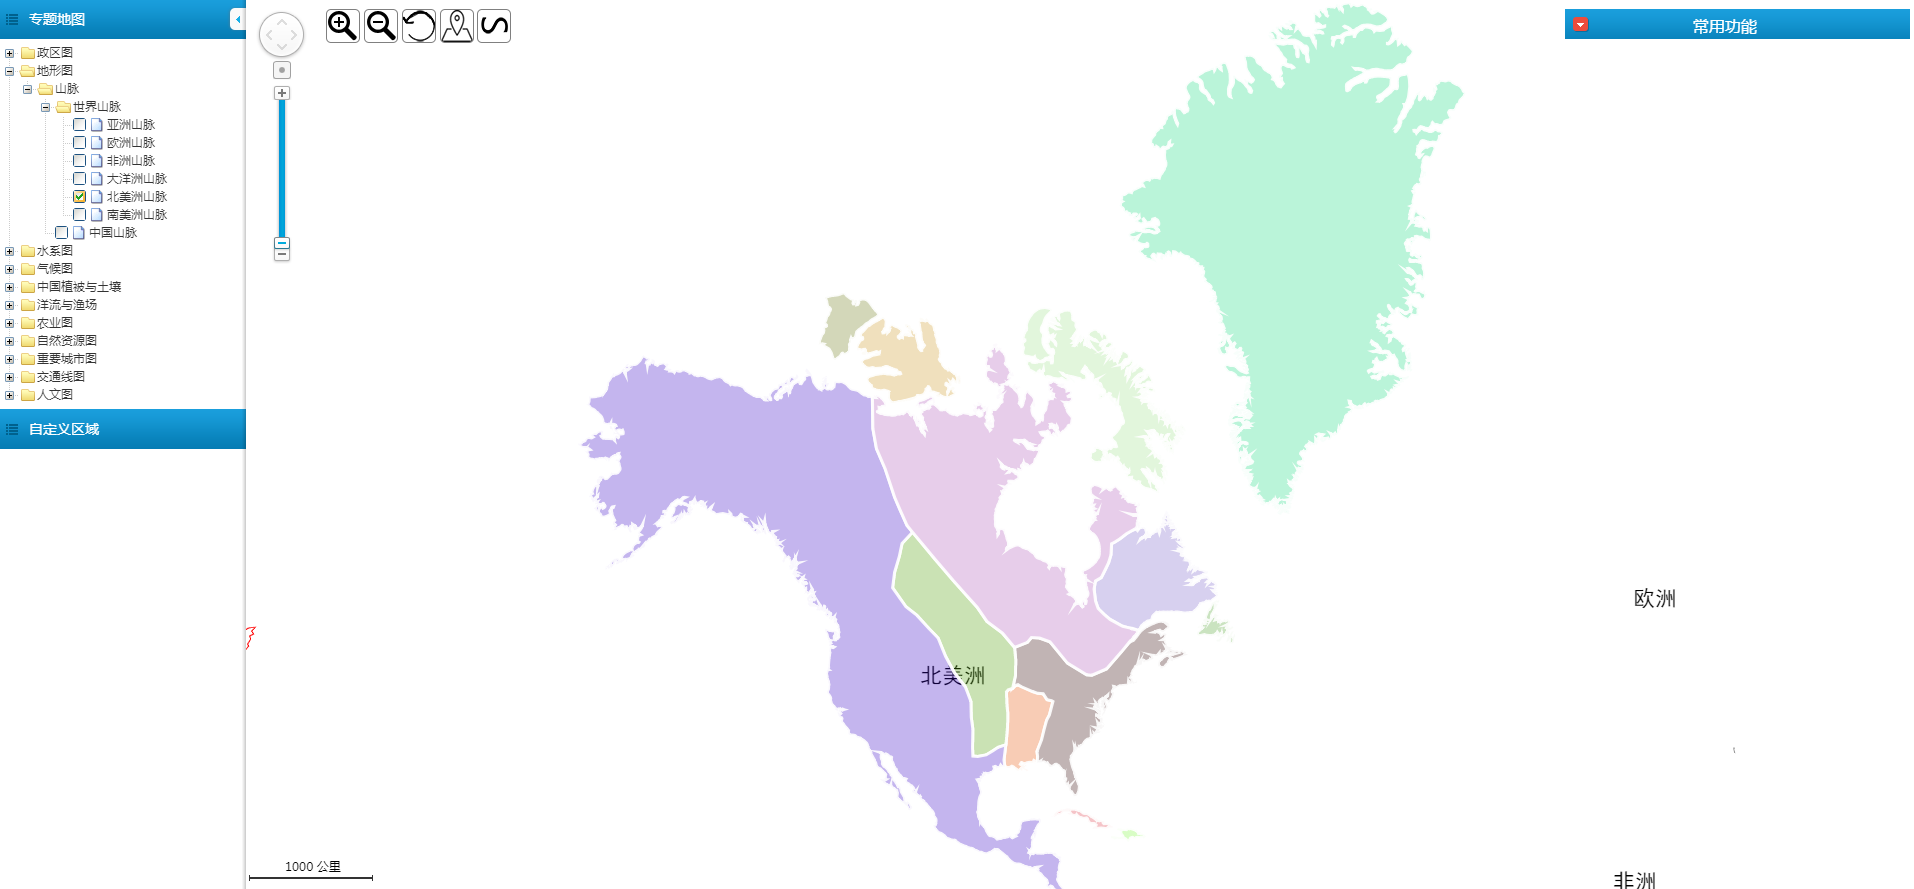 专题地图
政区图
地形图
山脉
世界山脉
亚洲山脉
欧洲山脉
非洲山脉
大洋洲山脉
北美洲山脉
南美洲山脉
中国山脉
水系图
气候图
中国植被与土壤
洋流与渔场
农业图
自然资源图
重要城市图
交通线图
人文图
自定义区域
常用功能
欧洲
北美洲
非洲
1000 公里